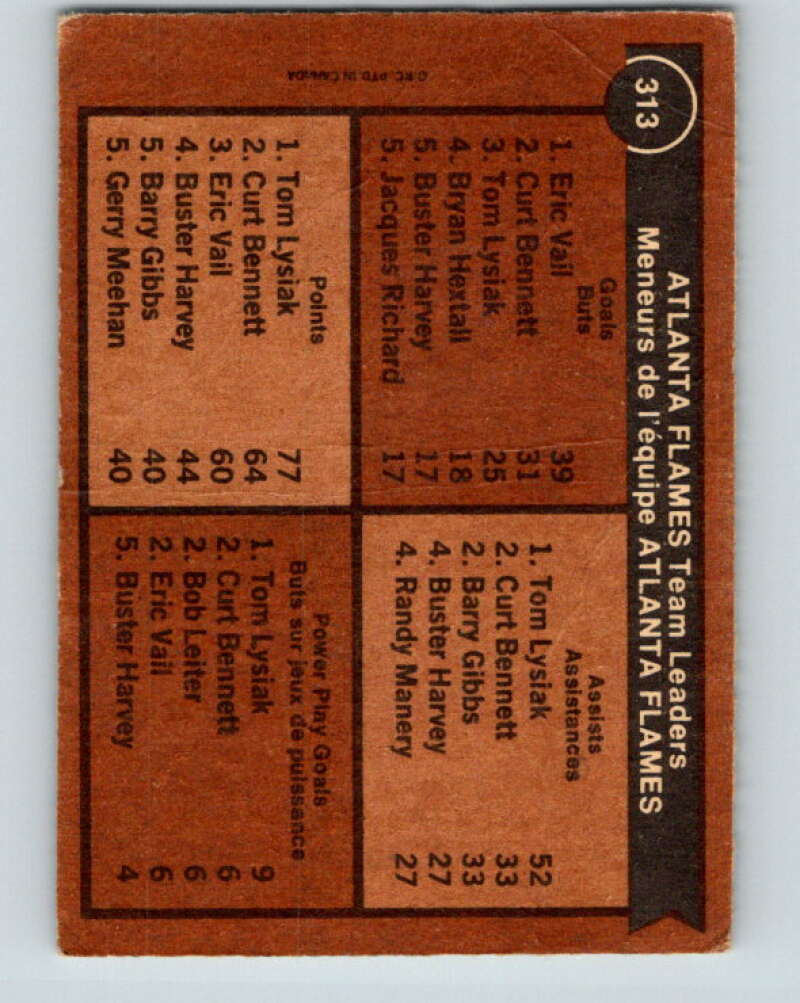 313
ATLANTA FLAMES Team Leaders
Meneurs de l'équipe ATLANTA FLAMES
Goals
Buts
1. Eric Vail 39
2. Curt Bennett 31
3. Tom Lysiak 25
4. Bryan Hextall 18
5. Buster Harvey 17
5. Jacques Richard 17
Assists
Assistances
1. Tom Lysiak 52
2. Curt Bennett 33
2. Barry Gibbs 33
4. Buster Harvey 27
4. Randy Manery 27
Points
1. Tom Lysiak 77
2. Curt Bennett 64
3. Eric Vail 60
4. Buster Harvey 44
5. Barry Gibbs 40
5. Gerry Meehan 40
Power Play Goals
Buts sur jeux de puissance
1. Tom Lysiak 9
2. Curt Bennett 6
2. Bob Leiter 6
2. Eric Vail 6
5. Buster Harvey 4
PTD IN CANADA